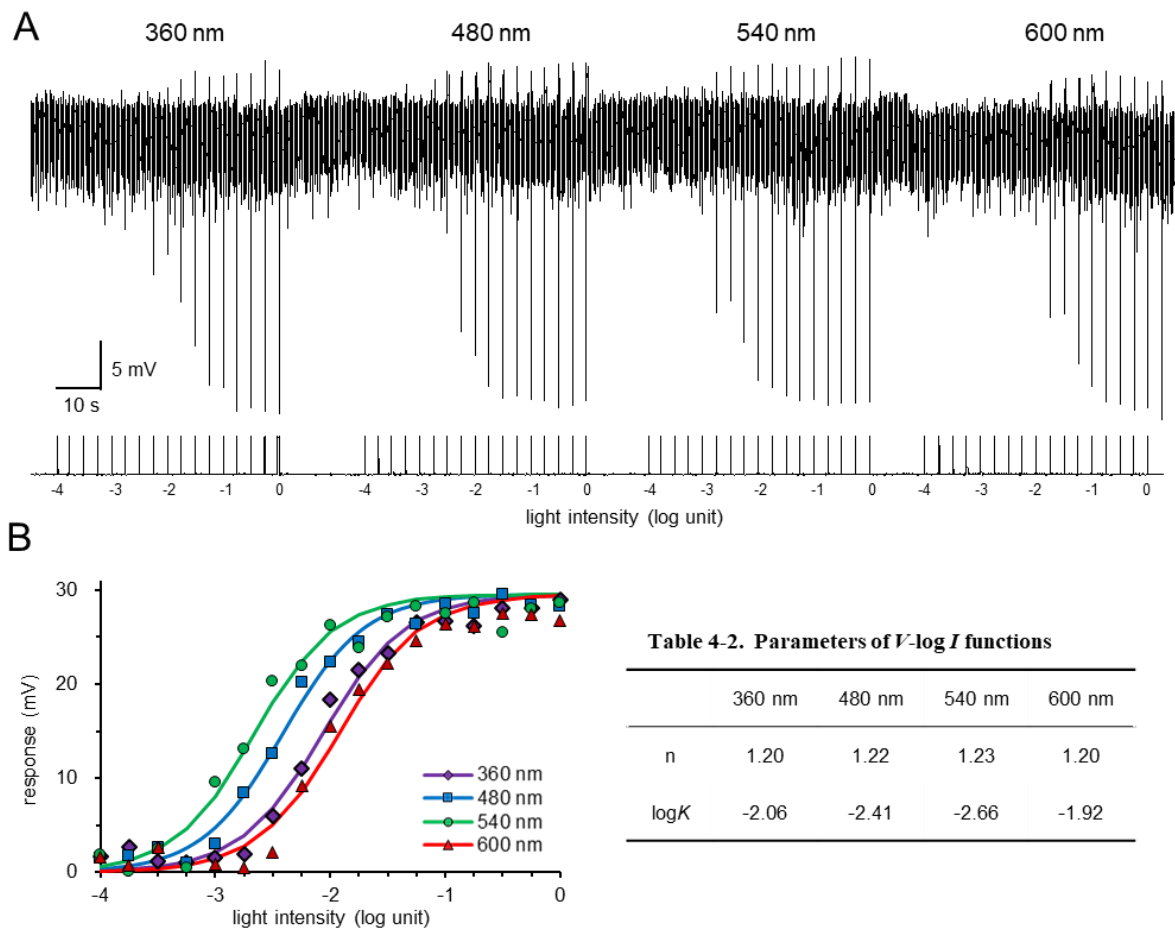 A
360 nm 480 nm 540 nm 600 nm
5 mV
10 s
-4 -3 -2 -1 0 -4 -3 -2 -1 0 -4 -3 -2 -1 0 -4 -3 -2 -1 0
light intensity (log unit)
B
30
20
10
0
response (mV)
-4 -3 -2 -1 0
light intensity (log unit)
360 nm
480 nm
540 nm
600 nm
Table 4-2. Parameters of V-log I functions
360 nm 480 nm 540 nm 600 nm
n 1.20 1.22 1.23 1.20
logK -2.06 -2.41 -2.66 -1.92